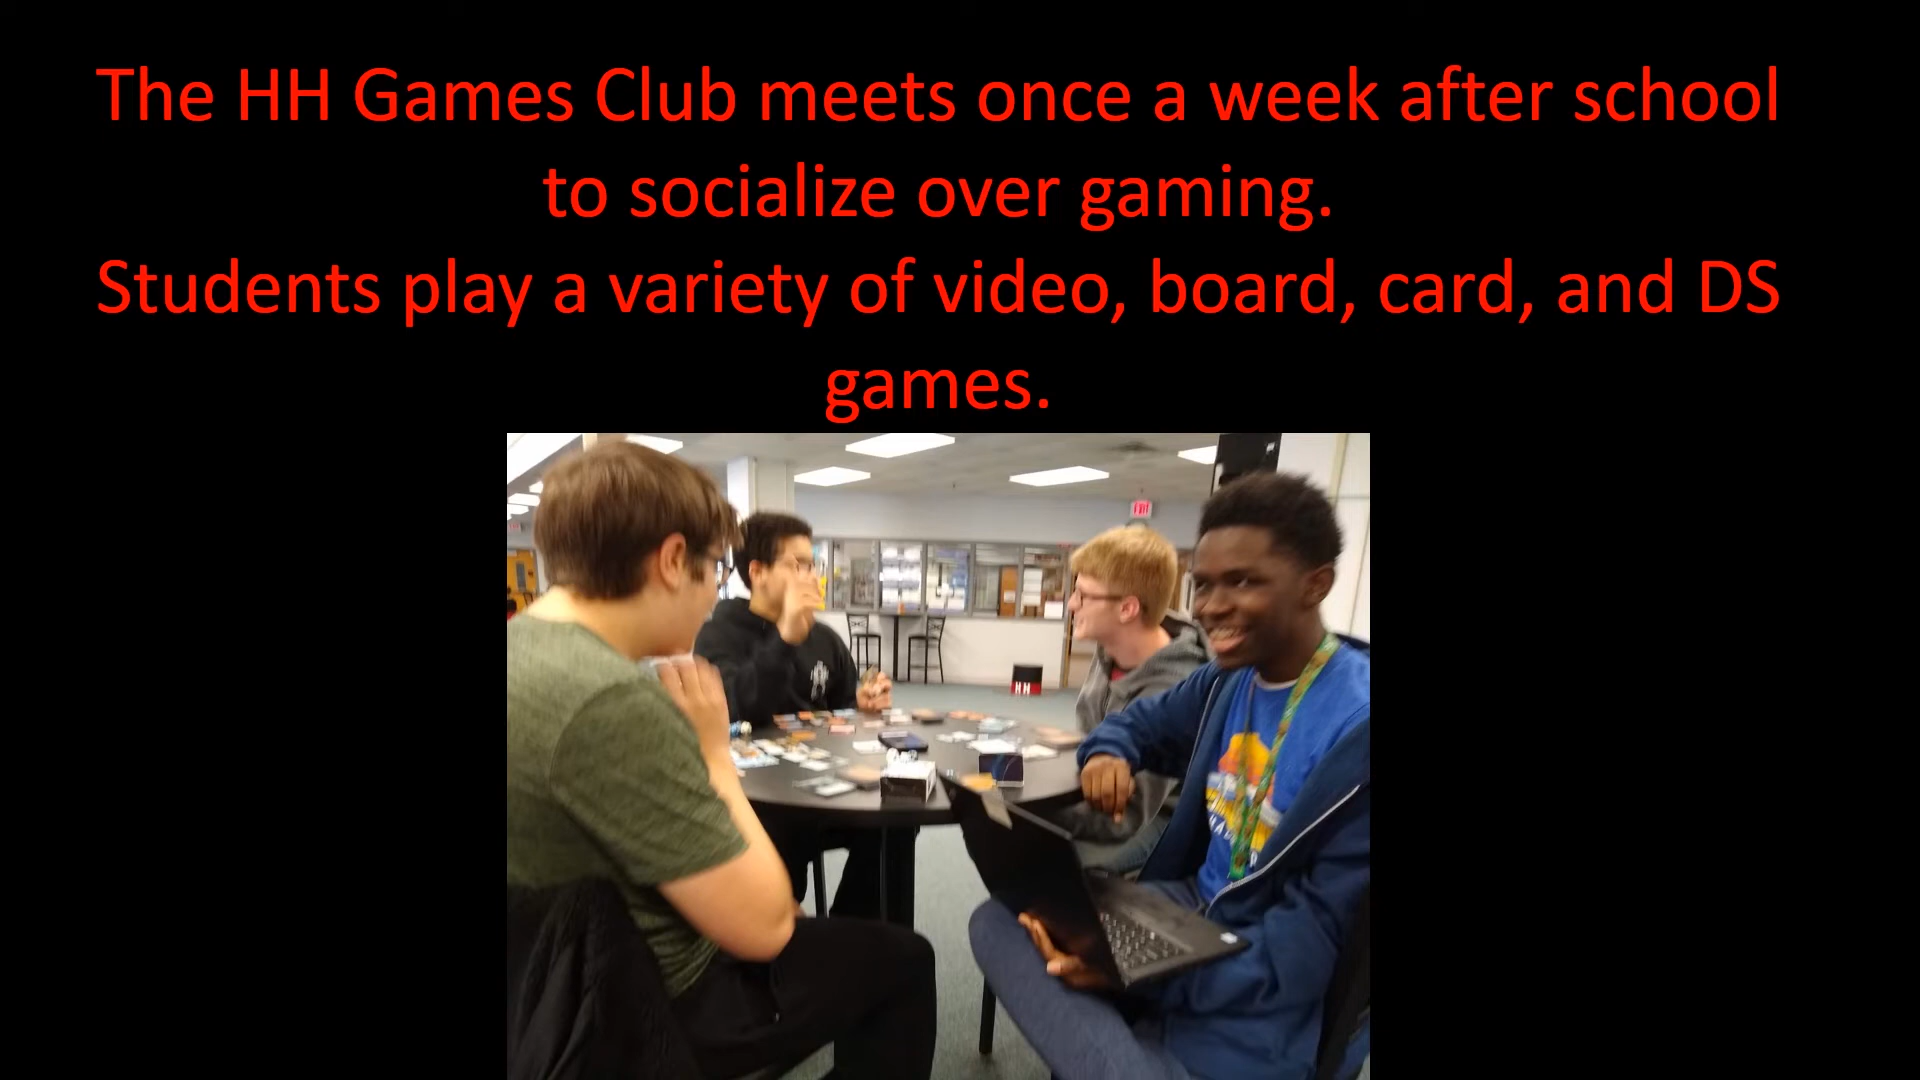 The HH Games Club meets once a week after school
to socialize over gaming.
Students play a variety of video, board, card, and DS
games.
EXIT
HH